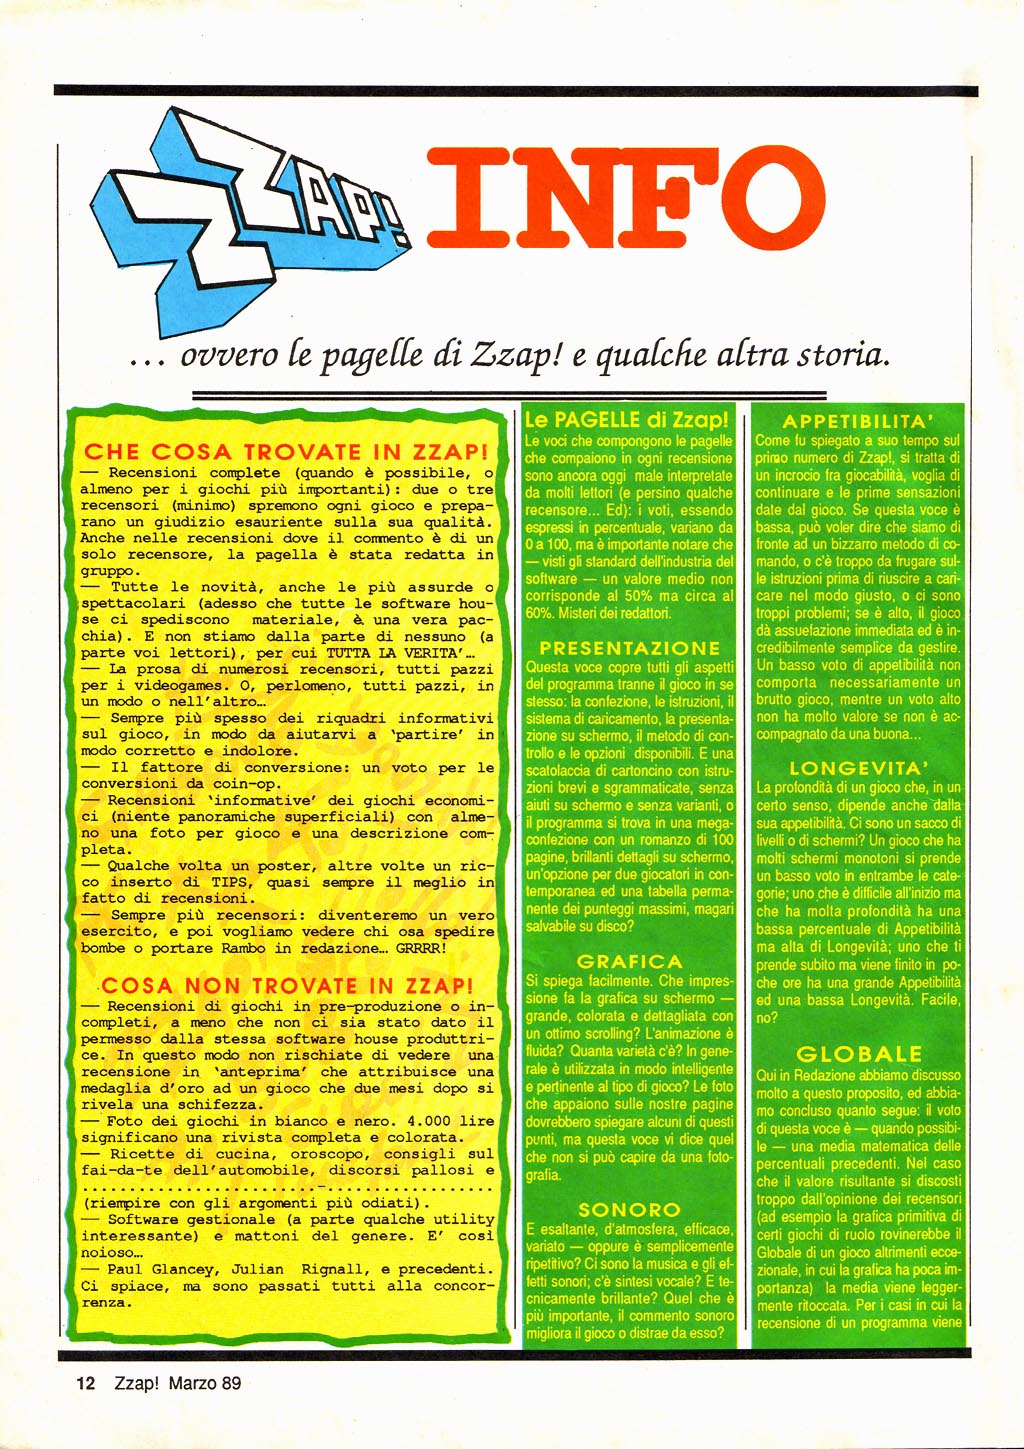 ZZAP! INFO
... ovvero le pagelle di Zzap! e qualche altra storia.
CHE COSA TROVATE IN ZZAP!
— Recensioni complete (quando è possibile, o
almeno per i giochi più importanti): due o tre
recensori (minimo) spremono ogni gioco e prepa-
rano un giudizio esauriente sulla sua qualità.
Anche nelle recensioni dove il commento è di un
solo recensore, la pagella è stata redatta in
gruppo.
— Tutte le novità, anche le più assurde o
spettacolari (adesso che tutte le software hou-
se ci spediscono materiale, è una vera pac-
chia). E non stiamo dalla parte di nessuno (a
parte voi lettori), per cui TUTTA LA VERITA'…
— La prosa di numerosi recensori, tutti pazzi
per i videogames. O, perlomeno, tutti pazzi, in
un modo o nell'altro…
— Sempre più spesso dei riquadri informativi
sul gioco, in modo da aiutarvi a 'partire' in
modo corretto e indolore.
— Il fattore di conversione: un voto per le
conversioni da coin-op.
— Recensioni 'informative' dei giochi economi-
ci (niente panoramiche superficiali) con alme-
no una foto per gioco e una descrizione com-
pleta.
— Qualche volta un poster, altre volte un ric-
co inserto di TIPS, quasi sempre il meglio in
fatto di recensioni.
— Sempre più recensori: diventeremo un vero
esercito, e poi vogliamo vedere chi osa spedire
bombe o portare Rambo in redazione… GRRRR!
COSA NON TROVATE IN ZZAP!
— Recensioni di giochi in pre-produzione o in-
completi, a meno che non ci sia stato dato il
permesso dalla stessa software house produttri-
ce. In questo modo non rischiate di vedere una
recensione in 'anteprima' che attribuisce una
medaglia d'oro ad un gioco che due mesi dopo si
rivela una schifezza.
— Foto dei giochi in bianco e nero. 4.000 lire
significano una rivista completa e colorata.
— Ricette di cucina, oroscopo, consigli sul
fai-da-te dell'automobile, discorsi pallosi e
...........................................
(riempire con gli argomenti più odiati).
— Software gestionale (a parte qualche utility
interessante) e mattoni del genere. E' così
noioso…
— Paul Glancey, Julian Rignall, e precedenti.
Ci spiace, ma sono passati tutti alla concor-
renza.
Le PAGELLE di Zzap!
Le voci che compongono le pagelle
che compaiono in ogni recensione
sono ancora oggi male interpretate
da molti lettori (e persino qualche
recensore... Ed): i voti, essendo
espressi in percentuale, variano da
0 a 100, ma è importante notare che
— visti gli standard dell'industria del
software — un valore medio non
corrisponde al 50% ma circa al
60%. Misteri dei redattori.
PRESENTAZIONE
Questa voce copre tutti gli aspetti
del programma tranne il gioco in se
stesso: la confezione, le istruzioni, il
sistema di caricamento, la presenta-
zione su schermo, il metodo di con-
trollo e le opzioni disponibili. E una
scatolaccia di cartoncino con istru-
zioni brevi e sgrammaticate, senza
aiuti su schermo e senza varianti, o
il programma si trova in una mega-
confezione con un romanzo di 100
pagine, brillanti dettagli su schermo,
un'opzione per due giocatori in con-
temporanea ed una tabella perma-
nente dei punteggi massimi, magari
salvabile su disco?
GRAFICA
Si spiega facilmente. Che impres-
sione fa la grafica su schermo —
grande, colorata e dettagliata con
un ottimo scrolling? L'animazione è
fluida? Quanta varietà c'è? In gene-
rale è utilizzata in modo intelligente
e pertinente al tipo di gioco? Le foto
che appaiono sulle nostre pagine
dovrebbero spiegare alcuni di questi
punti, ma questa voce vi dice quel
che non si può capire da una foto-
grafia.
SONORO
E esaltante, d'atmosfera, efficace,
variato — oppure è semplicemente
ripetitivo? Ci sono la musica e gli ef-
fetti sonori; c'è sintesi vocale? E te-
cnicamente brillante? Quel che è
più importante, il commento sonoro
migliora il gioco o distrae da esso?
APPETIBILITA'
Come fu spiegato a suo tempo sul
primo numero di Zzap!, si tratta di
un incrocio fra giocabilità, voglia di
continuare e le prime sensazioni
date dal gioco. Se questa voce è
bassa, può voler dire che siamo di
fronte ad un bizzarro metodo di co-
mando, o c'è troppo da frugare sul-
le istruzioni prima di riuscire a cari-
care nel modo giusto, o ci sono
troppi problemi; se è alto, il gioco
dà assuefazione immediata ed è in-
credibilmente semplice da gestire.
Un basso voto di appetibilità non
comporta necessariamente un
brutto gioco, mentre un voto alto
non ha molto valore se non è ac-
compagnato da una buona...
LONGEVITA'
La profondità di un gioco che, in un
certo senso, dipende anche dalla
sua appetibilità. Ci sono un sacco di
livelli o di schermi? Un gioco che ha
molti schermi monotoni si prende
un basso voto in entrambe le cate-
gorie; uno che è difficile all'inizio ma
che ha molta profondità ha una
bassa percentuale di Appetibilità
ma alta di Longevità; uno che ti
prende subito ma viene finito in po-
che ore ha una grande Appetibilità
ed una bassa Longevità. Facile,
no?
GLOBALE
Qui in Redazione abbiamo discusso
molto a questo proposito, ed abbia-
mo concluso quanto segue: il voto
di questa voce è — quando possibi-
le — una media matematica delle
percentuali precedenti. Nel caso
che il valore risultante si discosti
troppo dall'opinione dei recensori
(ad esempio la grafica primitiva di
certi giochi di ruolo rovinerebbe il
Globale di un gioco altrimenti ecce-
zionale, in cui la grafica ha poca im-
portanza) la media viene legger-
mente ritoccata. Per i casi in cui la
recensione di un programma viene
12 Zzap! Marzo 89